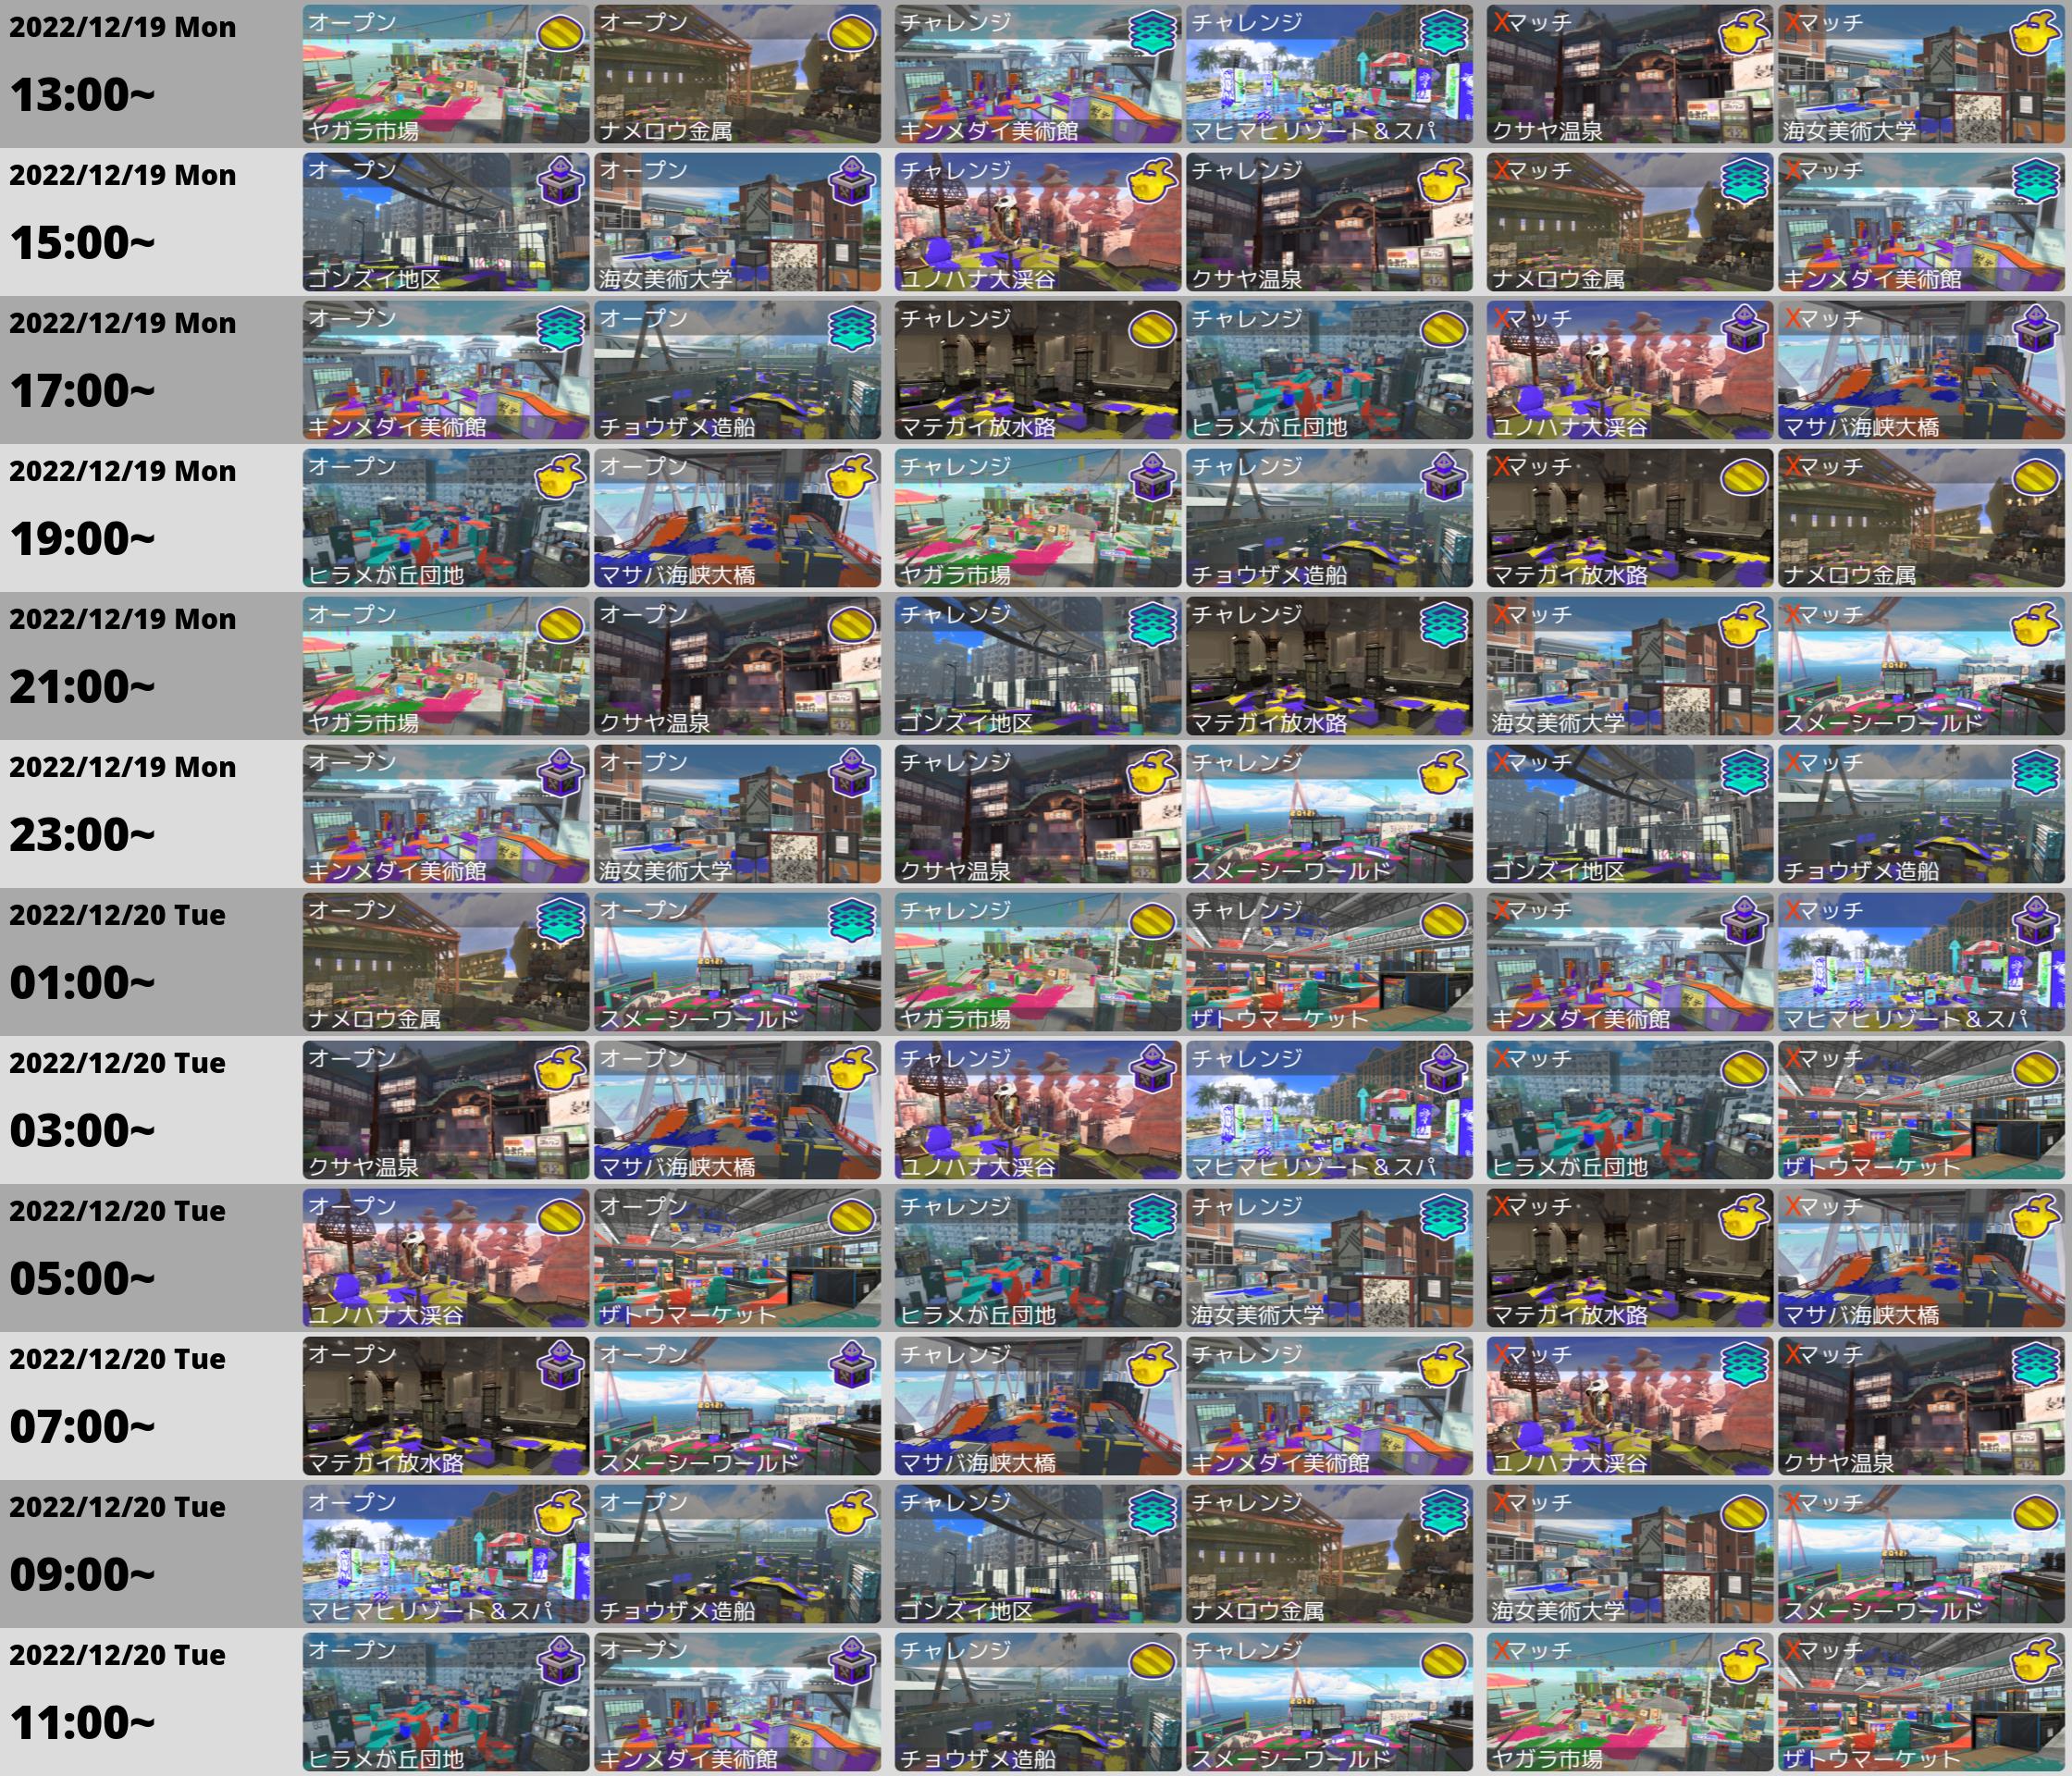 2022/12/19 Mon
13:00~
オープン
ヤガラ市場
オープン
ナメロウ金属
チャレンジ
キンメダイ美術館
チャレンジ
マヒマヒリゾート＆スパ
Xマッチ
クサヤ温泉
Xマッチ
海女美術大学
2022/12/19 Mon
15:00~
オープン
ゴンズイ地区
オープン
海女美術大学
チャレンジ
ユノハナ大渓谷
チャレンジ
クサヤ温泉
Xマッチ
ナメロウ金属
Xマッチ
キンメダイ美術館
2022/12/19 Mon
17:00~
オープン
キンメダイ美術館
オープン
チョウザメ造船
チャレンジ
マテガイ放水路
チャレンジ
ヒラメが丘団地
Xマッチ
ユノハナ大渓谷
Xマッチ
マサバ海峡大橋
2022/12/19 Mon
19:00~
オープン
ヒラメが丘団地
オープン
マサバ海峡大橋
チャレンジ
ヤガラ市場
チャレンジ
チョウザメ造船
Xマッチ
マテガイ放水路
Xマッチ
ナメロウ金属
2022/12/19 Mon
21:00~
オープン
ヤガラ市場
オープン
クサヤ温泉
チャレンジ
ゴンズイ地区
チャレンジ
マテガイ放水路
Xマッチ
海女美術大学
Xマッチ
スメーシーワールド
2022/12/19 Mon
23:00~
オープン
キンメダイ美術館
オープン
海女美術大学
チャレンジ
クサヤ温泉
チャレンジ
スメーシーワールド
Xマッチ
ゴンズイ地区
Xマッチ
チョウザメ造船
2022/12/20 Tue
01:00~
オープン
ナメロウ金属
オープン
スメーシーワールド
チャレンジ
ヤガラ市場
チャレンジ
ザトウマーケット
Xマッチ
キンメダイ美術館
Xマッチ
マヒマヒリゾート＆スパ
2022/12/20 Tue
03:00~
オープン
クサヤ温泉
オープン
マサバ海峡大橋
チャレンジ
ユノハナ大渓谷
チャレンジ
マヒマヒリゾート＆スパ
Xマッチ
ヒラメが丘団地
Xマッチ
ザトウマーケット
2022/12/20 Tue
05:00~
オープン
ユノハナ大渓谷
オープン
ザトウマーケット
チャレンジ
ヒラメが丘団地
チャレンジ
海女美術大学
Xマッチ
マテガイ放水路
Xマッチ
マサバ海峡大橋
2022/12/20 Tue
07:00~
オープン
マテガイ放水路
オープン
スメーシーワールド
チャレンジ
マサバ海峡大橋
チャレンジ
キンメダイ美術館
Xマッチ
ユノハナ大渓谷
Xマッチ
クサヤ温泉
2022/12/20 Tue
09:00~
オープン
マヒマヒリゾート＆スパ
オープン
チョウザメ造船
チャレンジ
ゴンズイ地区
チャレンジ
ナメロウ金属
Xマッチ
海女美術大学
Xマッチ
スメーシーワールド
2022/12/20 Tue
11:00~
オープン
ヒラメが丘団地
オープン
キンメダイ美術館
チャレンジ
チョウザメ造船
チャレンジ
スメーシーワールド
Xマッチ
ヤガラ市場
Xマッチ
ザトウマーケット